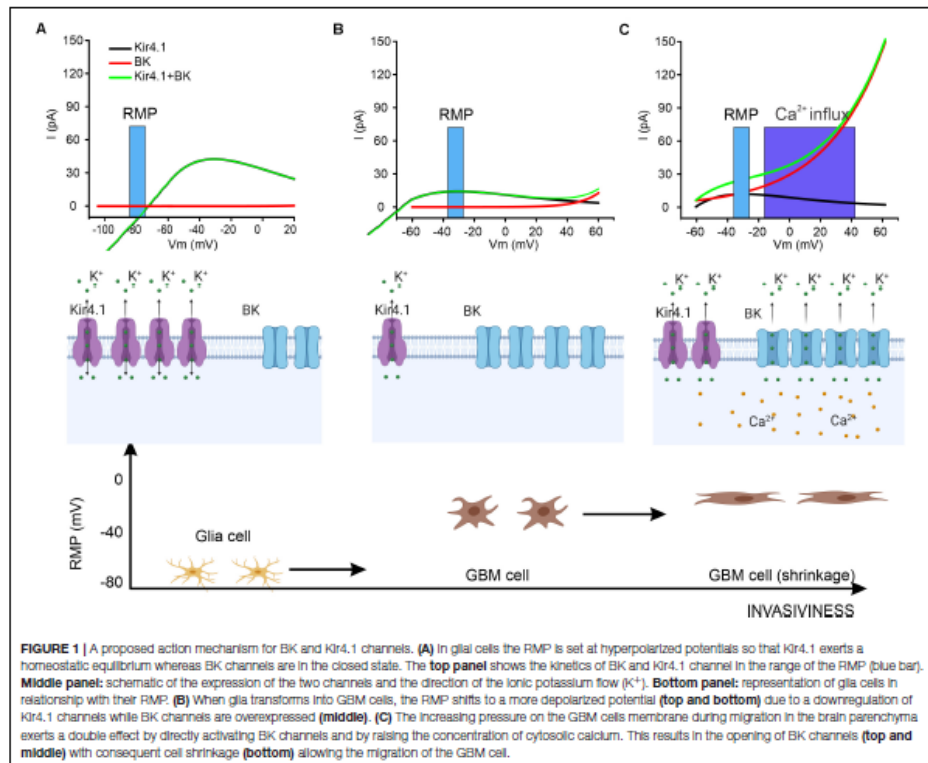 A
B
C
150
120
90
60
30
0
I (pA)
Kir4.1
BK
Kir4.1+BK
RMP
-100 -80 -60 -40 -20 0 20
Vm (mV)
150
120
90
60
30
0
I (pA)
RMP
-60 -40 -20 0 20 40 60
Vm (mV)
150
120
90
60
30
0
I (pA)
RMP
Ca²⁺ influx
-60 -40 -20 0 20 40 60
Vm (mV)
K⁺ K⁺ K⁺
Kir4.1
BK
K⁺
Kir4.1
BK
K⁺ K⁺ K⁺ K⁺ K⁺
Kir4.1
BK
Ca²⁺ Ca²⁺
RMP (mV)
0
-40
-80
Glia cell
GBM cell
GBM cell (shrinkage)
INVASIVINESS
FIGURE 1 | A proposed action mechanism for BK and Kir4.1 channels. (A) In glial cells the RMP is set at hyperpolarized potentials so that Kir4.1 exerts a
homeostatic equilibrium whereas BK channels are in the closed state. The top panel shows the kinetics of BK and Kir4.1 channel in the range of the RMP (blue bar).
Middle panel: schematic of the expression of the two channels and the direction of the ionic potassium flow (K⁺). Bottom panel: representation of glia cells in
relationship with their RMP. (B) When glia transforms into GBM cells, the RMP shifts to a more depolarized potential (top and bottom) due to a downregulation of
Kir4.1 channels while BK channels are overexpressed (middle). (C) The increasing pressure on the GBM cells membrane during migration in the brain parenchyma
exerts a double effect by directly activating BK channels and by raising the concentration of cytosolic calcium. This results in the opening of BK channels (top and
middle) with consequent cell shrinkage (bottom) allowing the migration of the GBM cell.